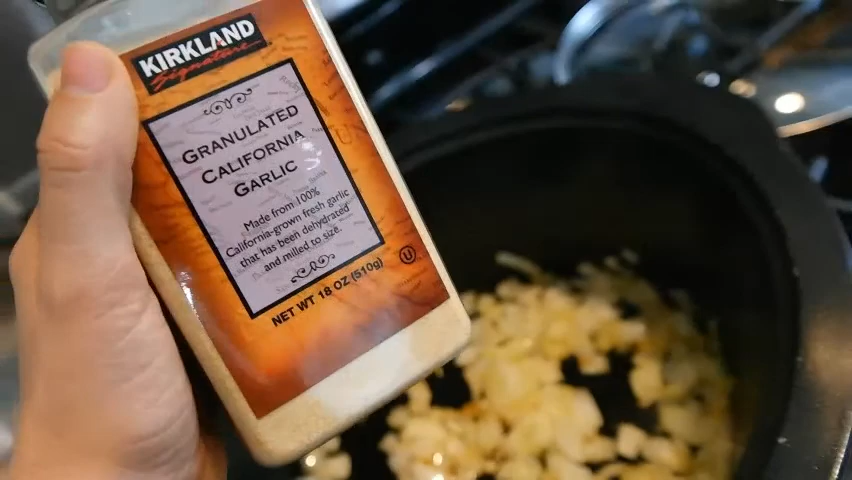 KIRKLAND
Signature
GRANULATED
CALIFORNIA
GARLIC
Made from 100%
California-grown fresh garlic
that has been dehydrated
and milled to size.
NET WT 18 OZ (510g)
U